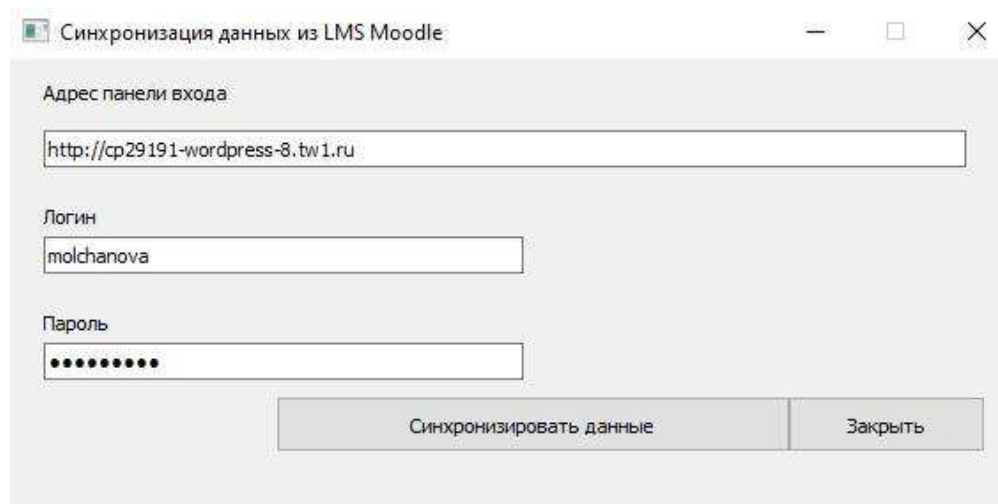 Синхронизация данных из LMS Moodle
Адрес панели входа
http://cp29191-wordpress-8.tw1.ru
Логин
molchanova
Пароль
●●●●●●●●●
Синхронизировать данные Закрыть